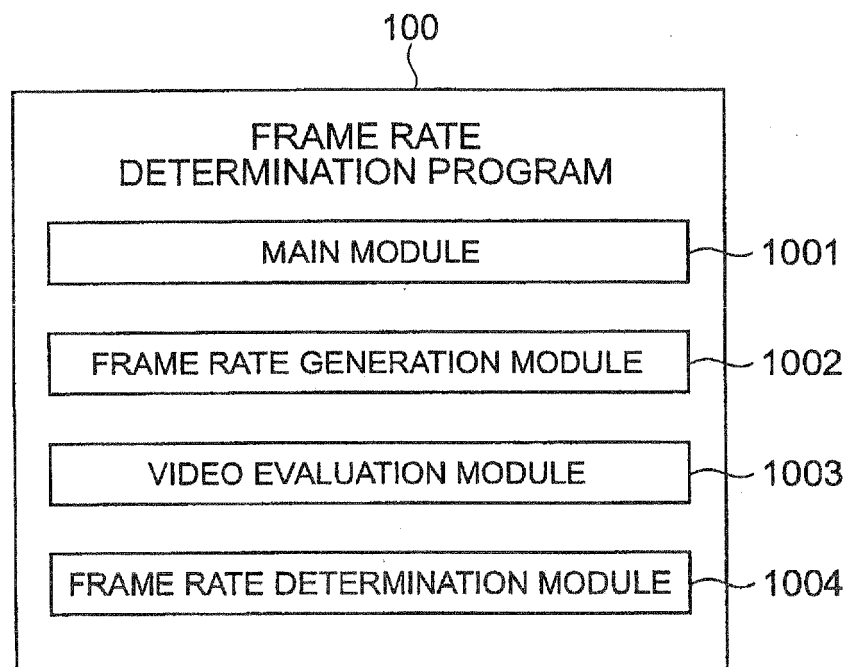 100
FRAME RATE
DETERMINATION PROGRAM
MAIN MODULE 1001
FRAME RATE GENERATION MODULE 1002
VIDEO EVALUATION MODULE 1003
FRAME RATE DETERMINATION MODULE 1004